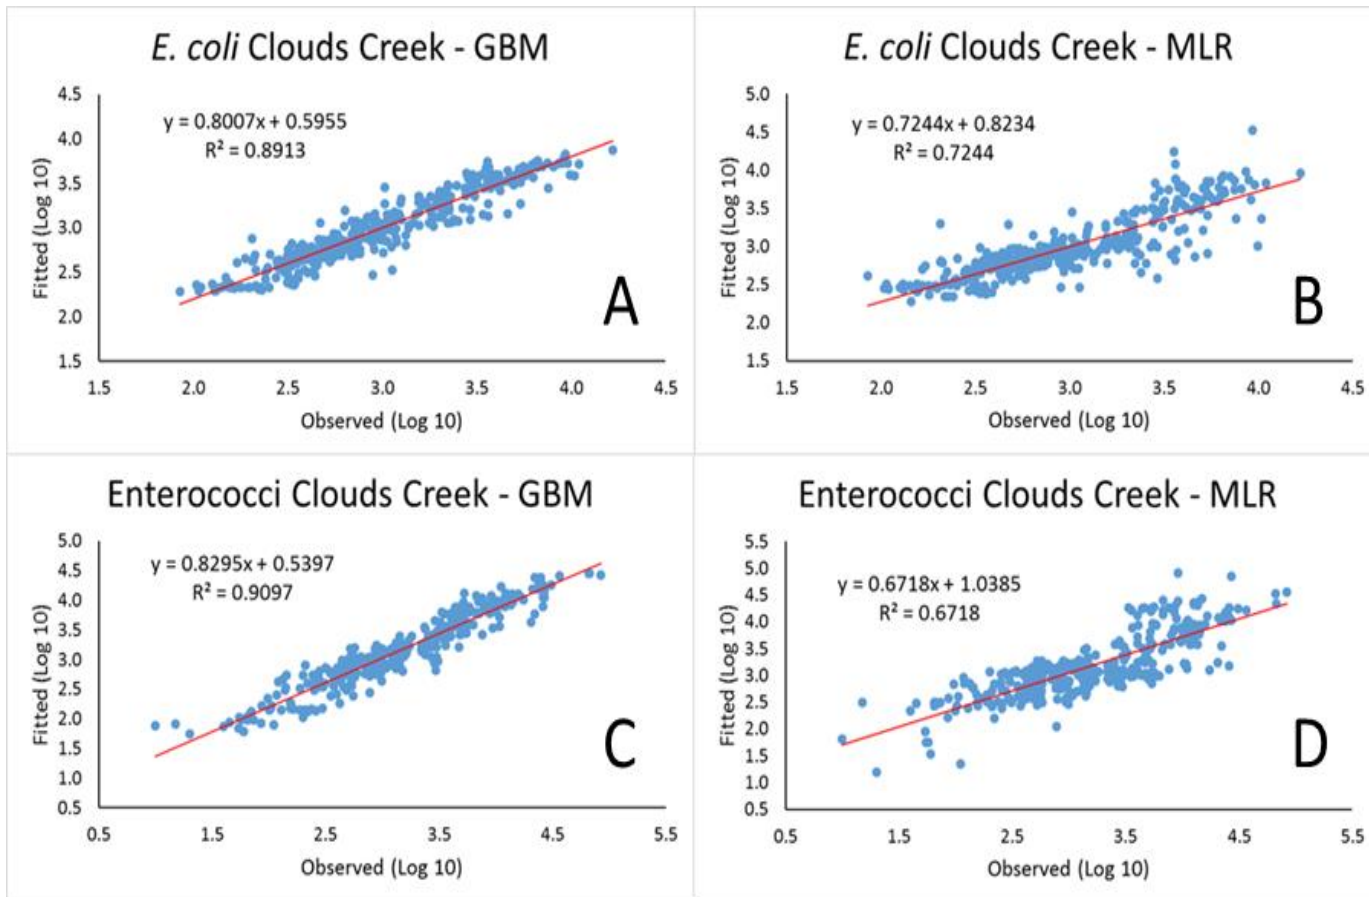 E. coli Clouds Creek - GBM
4.5
4.0
3.5
3.0
2.5
2.0
1.5
Fitted (Log 10)
y = 0.8007x + 0.5955
R² = 0.8913
A
1.5 2.0 2.5 3.0 3.5 4.0 4.5
Observed (Log 10)
E. coli Clouds Creek - MLR
5.0
4.5
4.0
3.5
3.0
2.5
2.0
1.5
Fitted (Log 10)
y = 0.7244x + 0.8234
R² = 0.7244
B
1.5 2.0 2.5 3.0 3.5 4.0 4.5
Observed (Log 10)
Enterococci Clouds Creek - GBM
5.0
4.5
4.0
3.5
3.0
2.5
2.0
1.5
1.0
0.5
Fitted (Log 10)
y = 0.8295x + 0.5397
R² = 0.9097
C
0.5 1.5 2.5 3.5 4.5 5.5
Observed (Log 10)
Enterococci Clouds Creek - MLR
5.5
5.0
4.5
4.0
3.5
3.0
2.5
2.0
1.5
1.0
0.5
Fitted (Log 10)
y = 0.6718x + 1.0385
R² = 0.6718
D
0.5 1.5 2.5 3.5 4.5 5.5
Observed (Log 10)